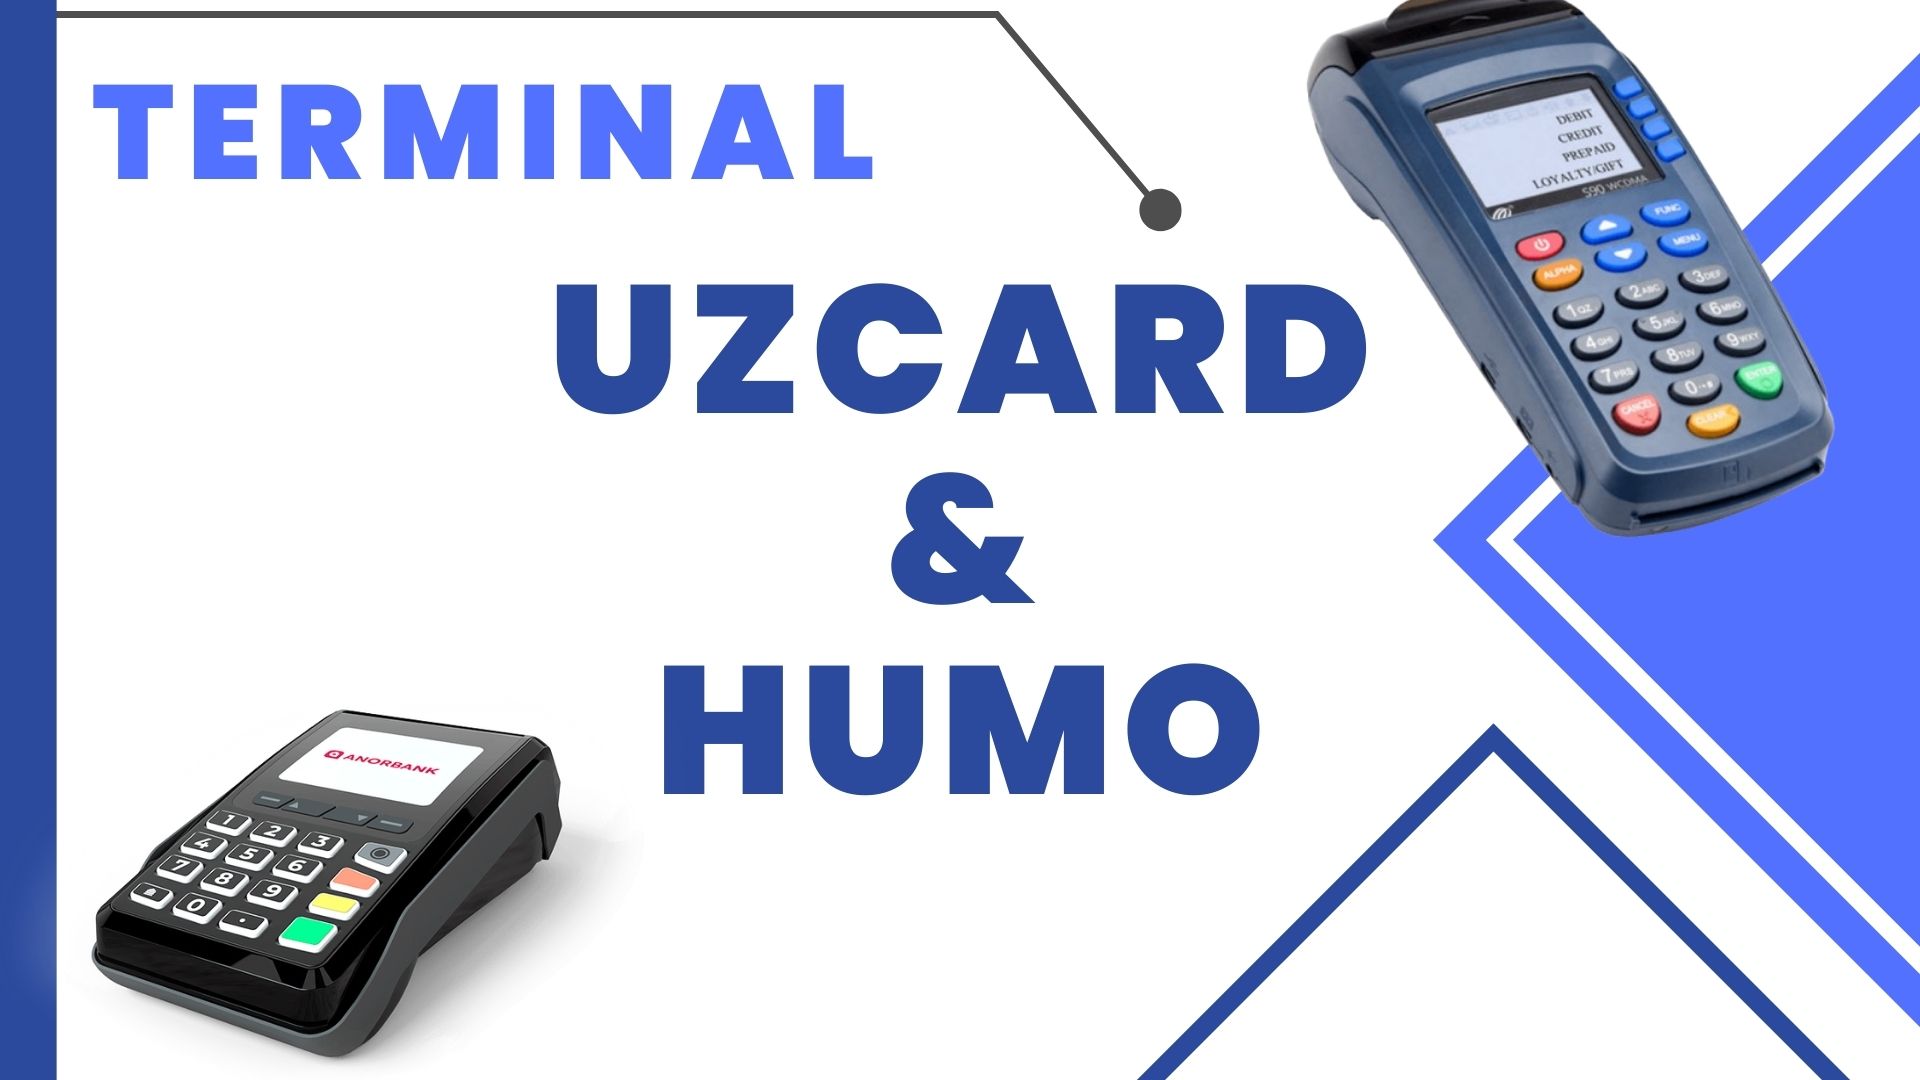 TERMINAL
UZCARD
&
HUMO
DEBIT
CREDIT
PREPAID
LOYALTY/GIFT
S90 WCDMA
FUNC
MENU
ALPHA
1 QZ 2 ABC 3 DEF
4 GHI 5 JKL 6 MNO
7 PRS 8 TUV 9 WXY
0
CANCEL CLEAR ENTER
ANORBANK
1 2 3
4 5 6
7 8 9
0 .